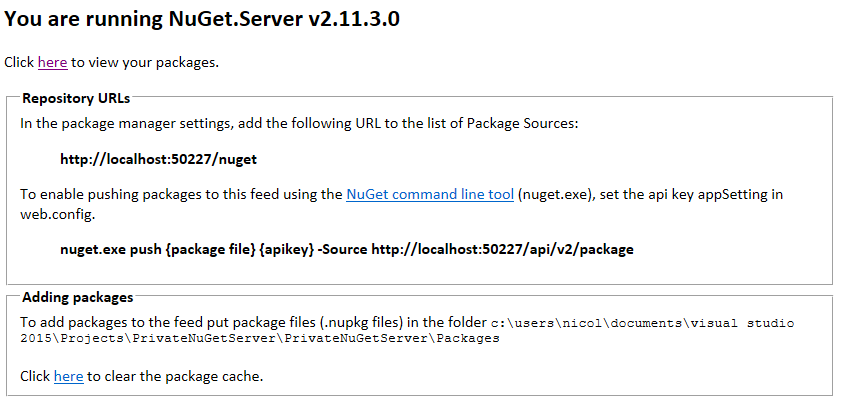 You are running NuGet.Server v2.11.3.0
Click here to view your packages.
Repository URLs
In the package manager settings, add the following URL to the list of Package Sources:
http://localhost:50227/nuget
To enable pushing packages to this feed using the NuGet command line tool (nuget.exe), set the api key appSetting in
web.config.
nuget.exe push {package file} {apikey} -Source http://localhost:50227/api/v2/package
Adding packages
To add packages to the feed put package files (.nupkg files) in the folder c:\users\nicol\documents\visual studio
2015\Projects\PrivateNuGetServer\PrivateNuGetServer\Packages
Click here to clear the package cache.